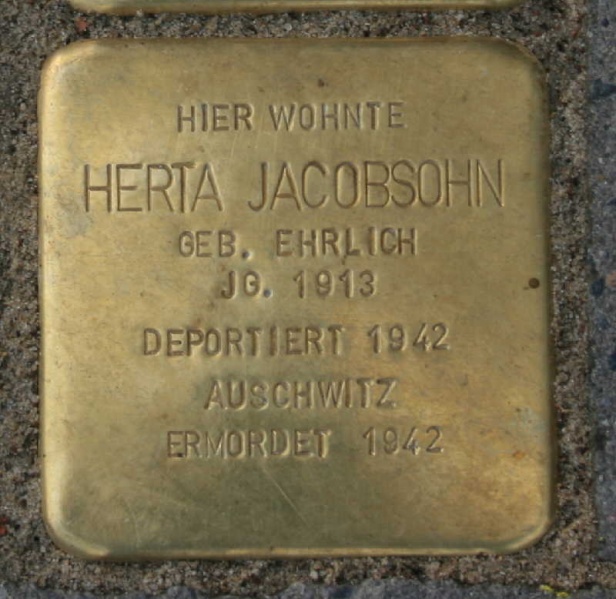 HIER WOHNTE
HERTA JACOBSOHN
GEB. EHRLICH
JG. 1913
DEPORTIERT 1942
AUSCHWITZ
ERMORDET 1942